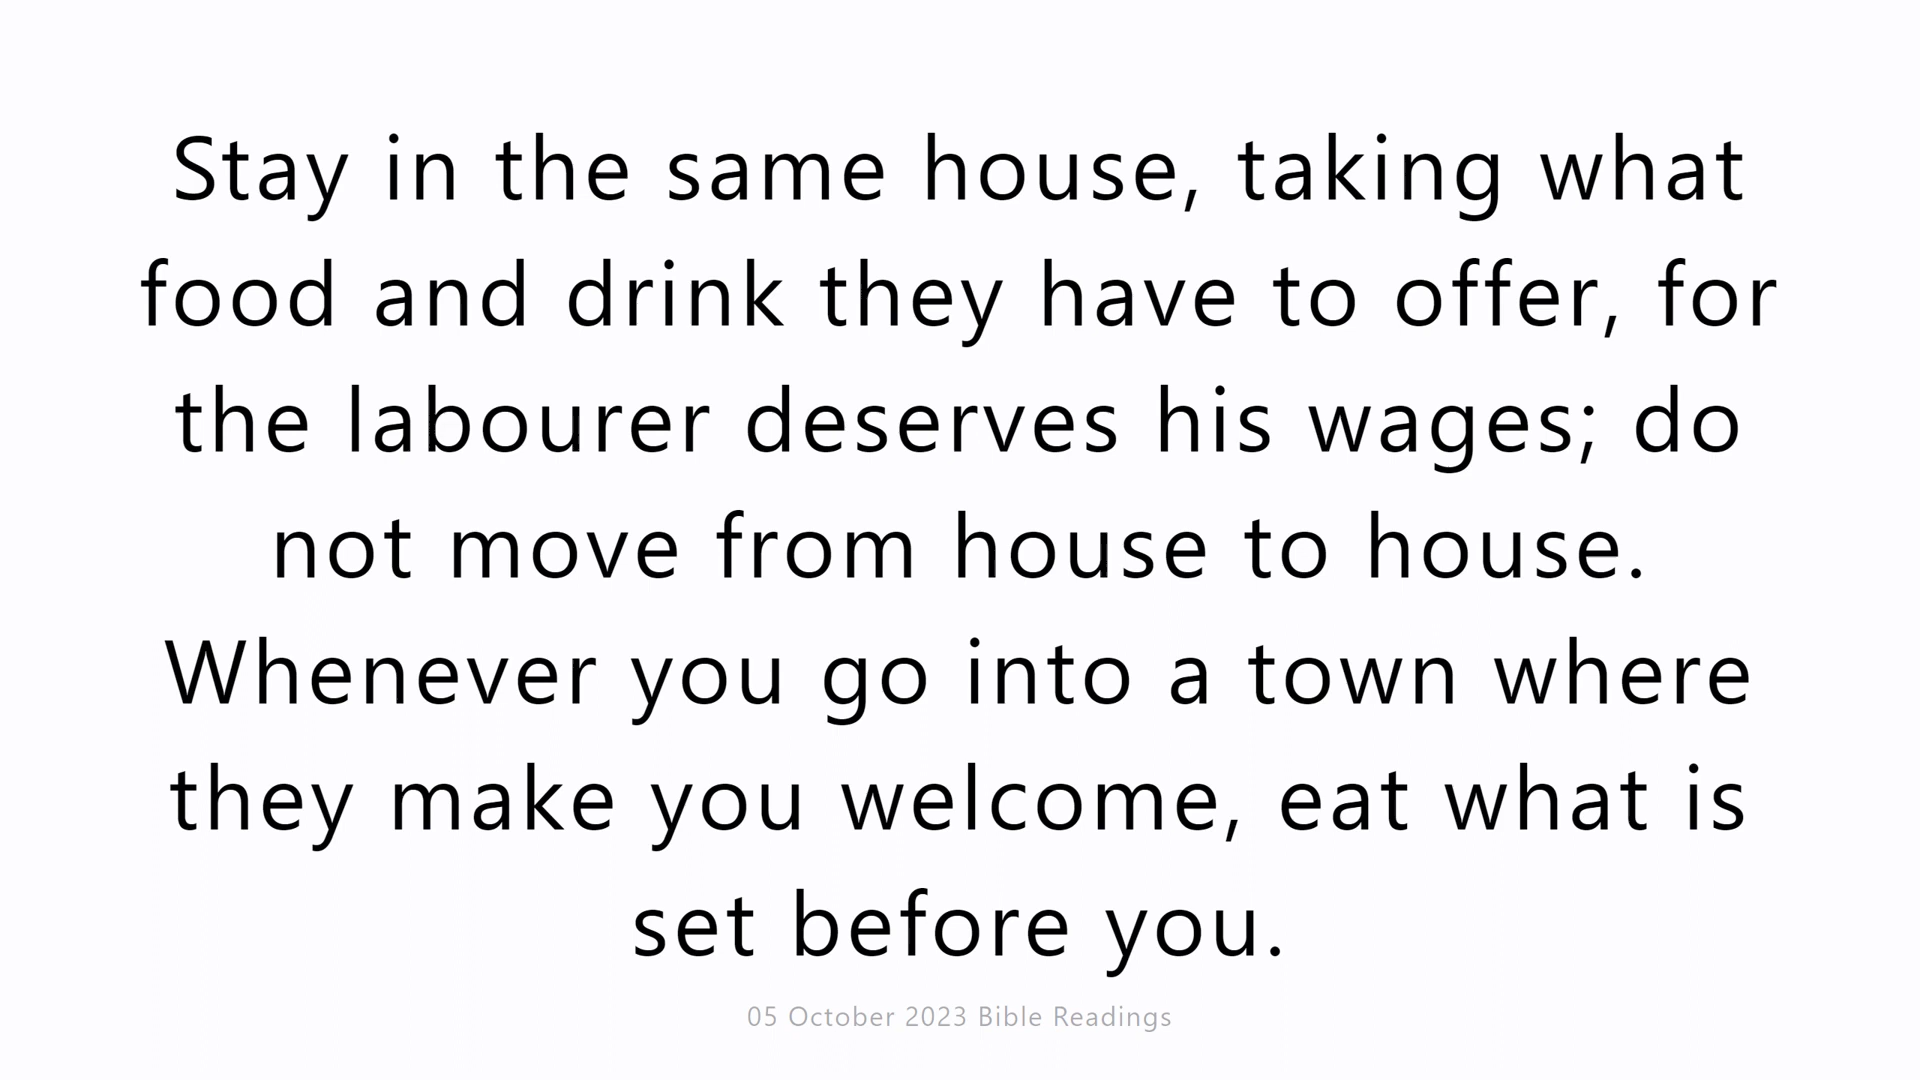 Stay in the same house, taking what
food and drink they have to offer, for
the labourer deserves his wages; do
not move from house to house.
Whenever you go into a town where
they make you welcome, eat what is
set before you.
05 October 2023 Bible Readings